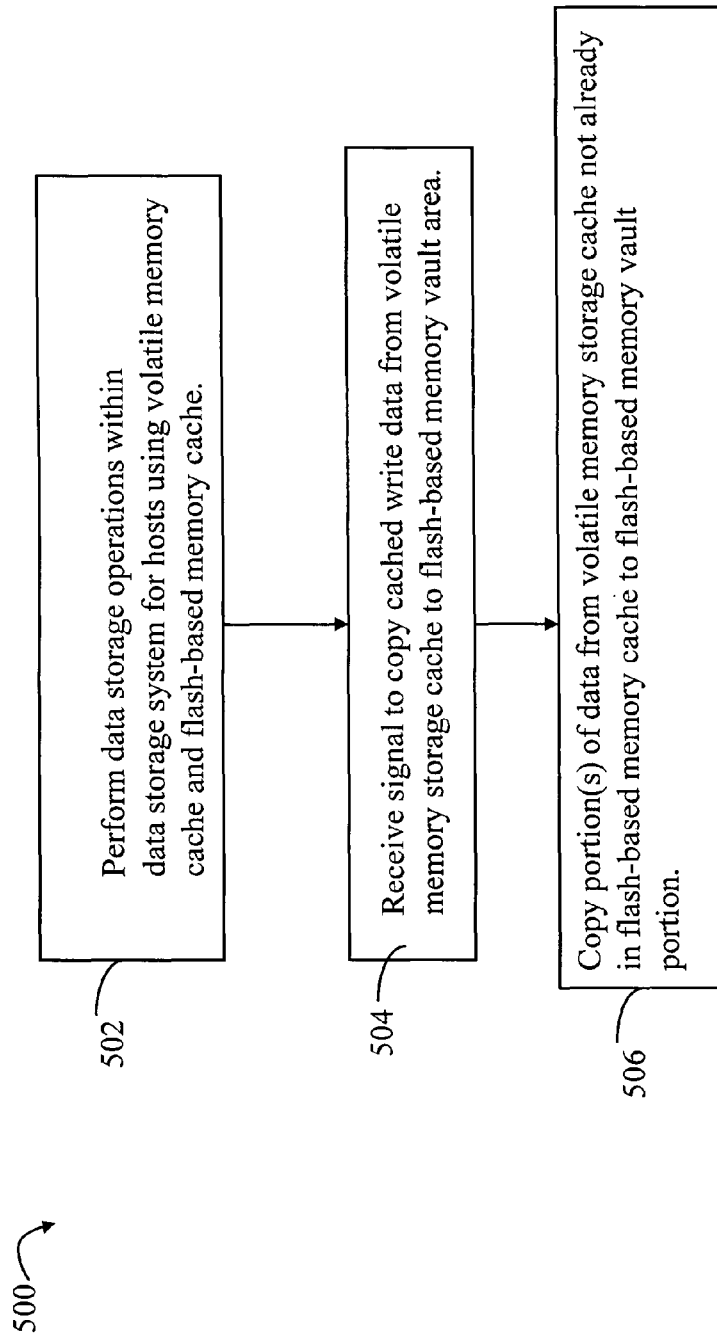 500
502
Perform data storage operations within
data storage system for hosts using volatile memory
cache and flash-based memory cache.
504
Receive signal to copy cached write data from volatile
memory storage cache to flash-based memory vault area.
506
Copy portion(s) of data from volatile memory storage cache not already
in flash-based memory cache to flash-based memory vault
portion.